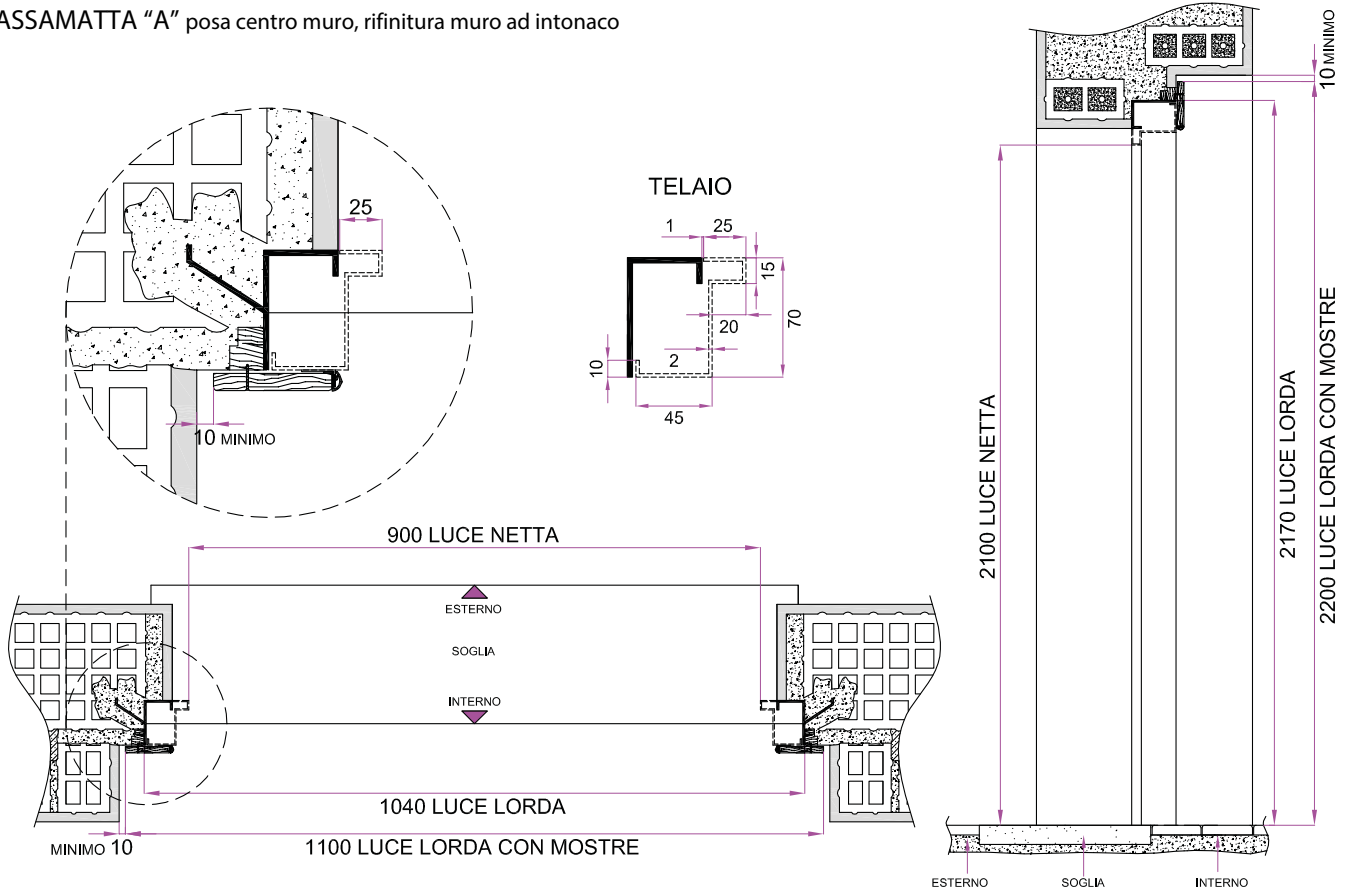 ASSAMATTA “A” posa centro muro, rifinitura muro ad intonaco
10 MINIMO
25
10 MINIMO
TELAIO
1
25
15
70
20
2
10
45
2100 LUCE NETTA
2170 LUCE LORDA
2200 LUCE LORDA CON MOSTRE
900 LUCE NETTA
ESTERNO
SOGLIA
INTERNO
1040 LUCE LORDA
MINIMO 10
1100 LUCE LORDA CON MOSTRE
ESTERNO
SOGLIA
INTERNO